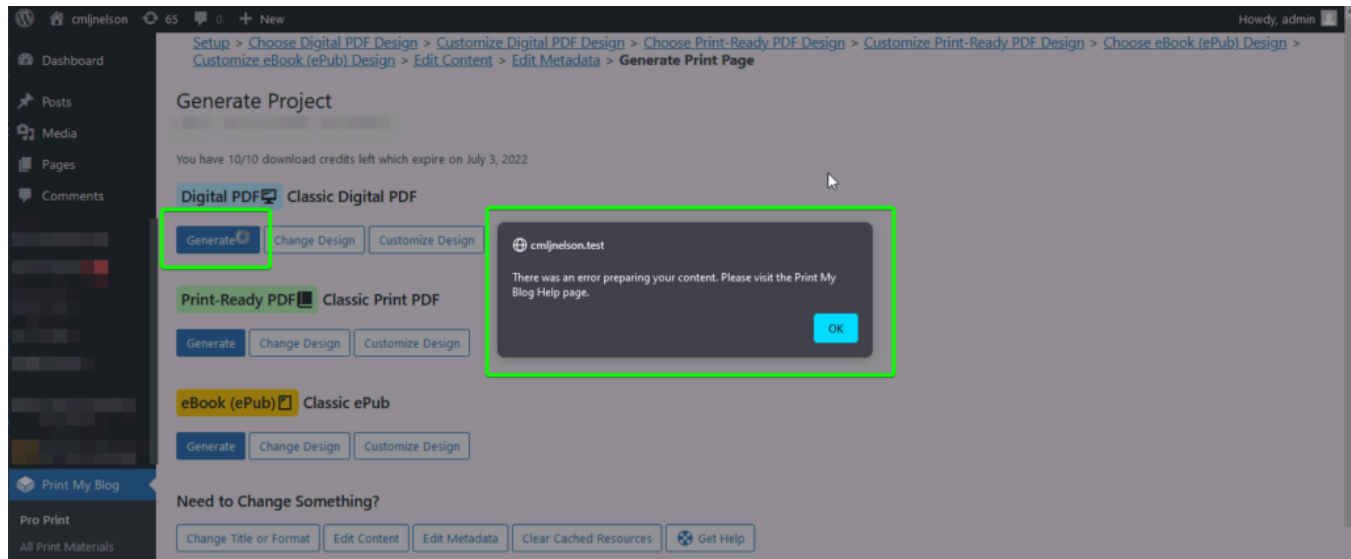 cmljnelson 65 0 + New Howdy, admin
Dashboard
Posts
Media
Pages
Comments
Print My Blog
Pro Print
All Print Materials
Setup > Choose Digital PDF Design > Customize Digital PDF Design > Choose Print-Ready PDF Design > Customize Print-Ready PDF Design > Choose eBook (ePub) Design >
Customize eBook (ePub) Design > Edit Content > Edit Metadata > Generate Print Page
Generate Project
You have 10/10 download credits left which expire on July 3, 2022
Digital PDF Classic Digital PDF
Generate Change Design Customize Design
cmljnelson.test
There was an error preparing your content. Please visit the Print My
Blog Help page.
OK
Print-Ready PDF Classic Print PDF
Generate Change Design Customize Design
eBook (ePub) Classic ePub
Generate Change Design Customize Design
Need to Change Something?
Change Title or Format Edit Content Edit Metadata Clear Cached Resources Get Help